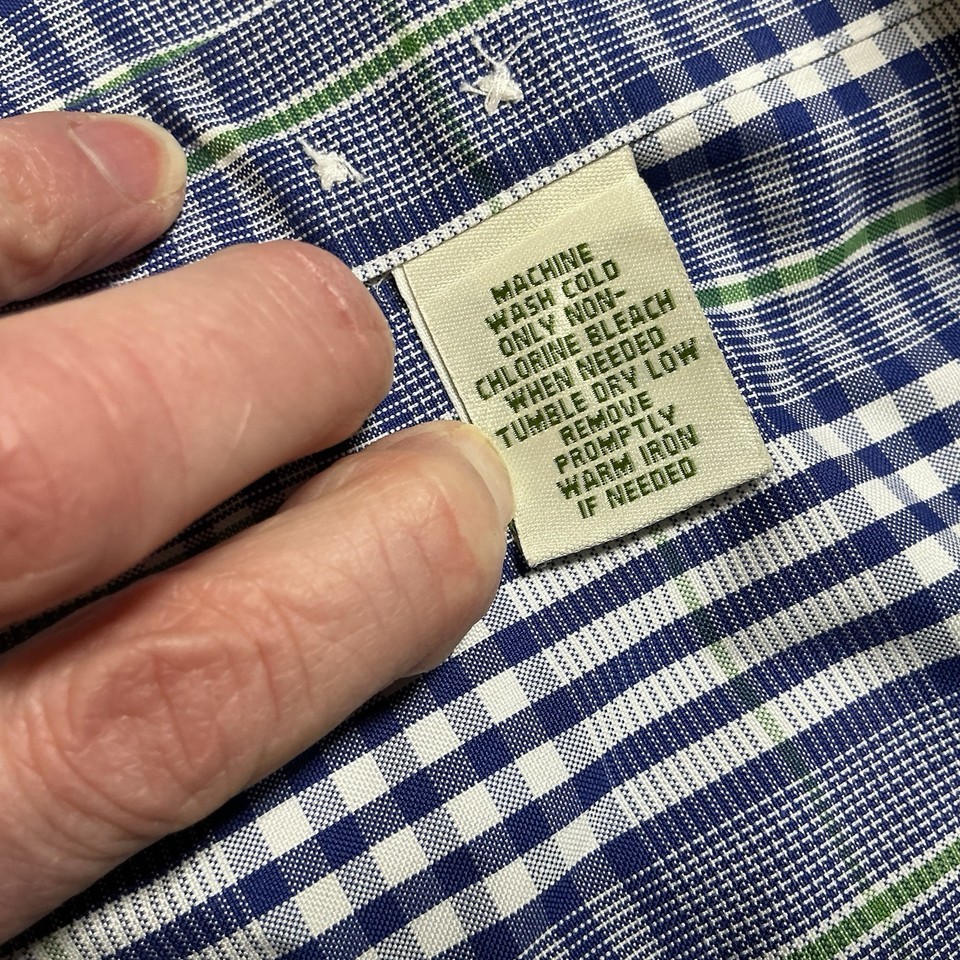 MACHINE
WASH COLD
ONLY NON-
CHLORINE BLEACH
WHEN NEEDED
TUMBLE DRY LOW
REMOVE
PROMPTLY
WARM IRON
IF NEEDED